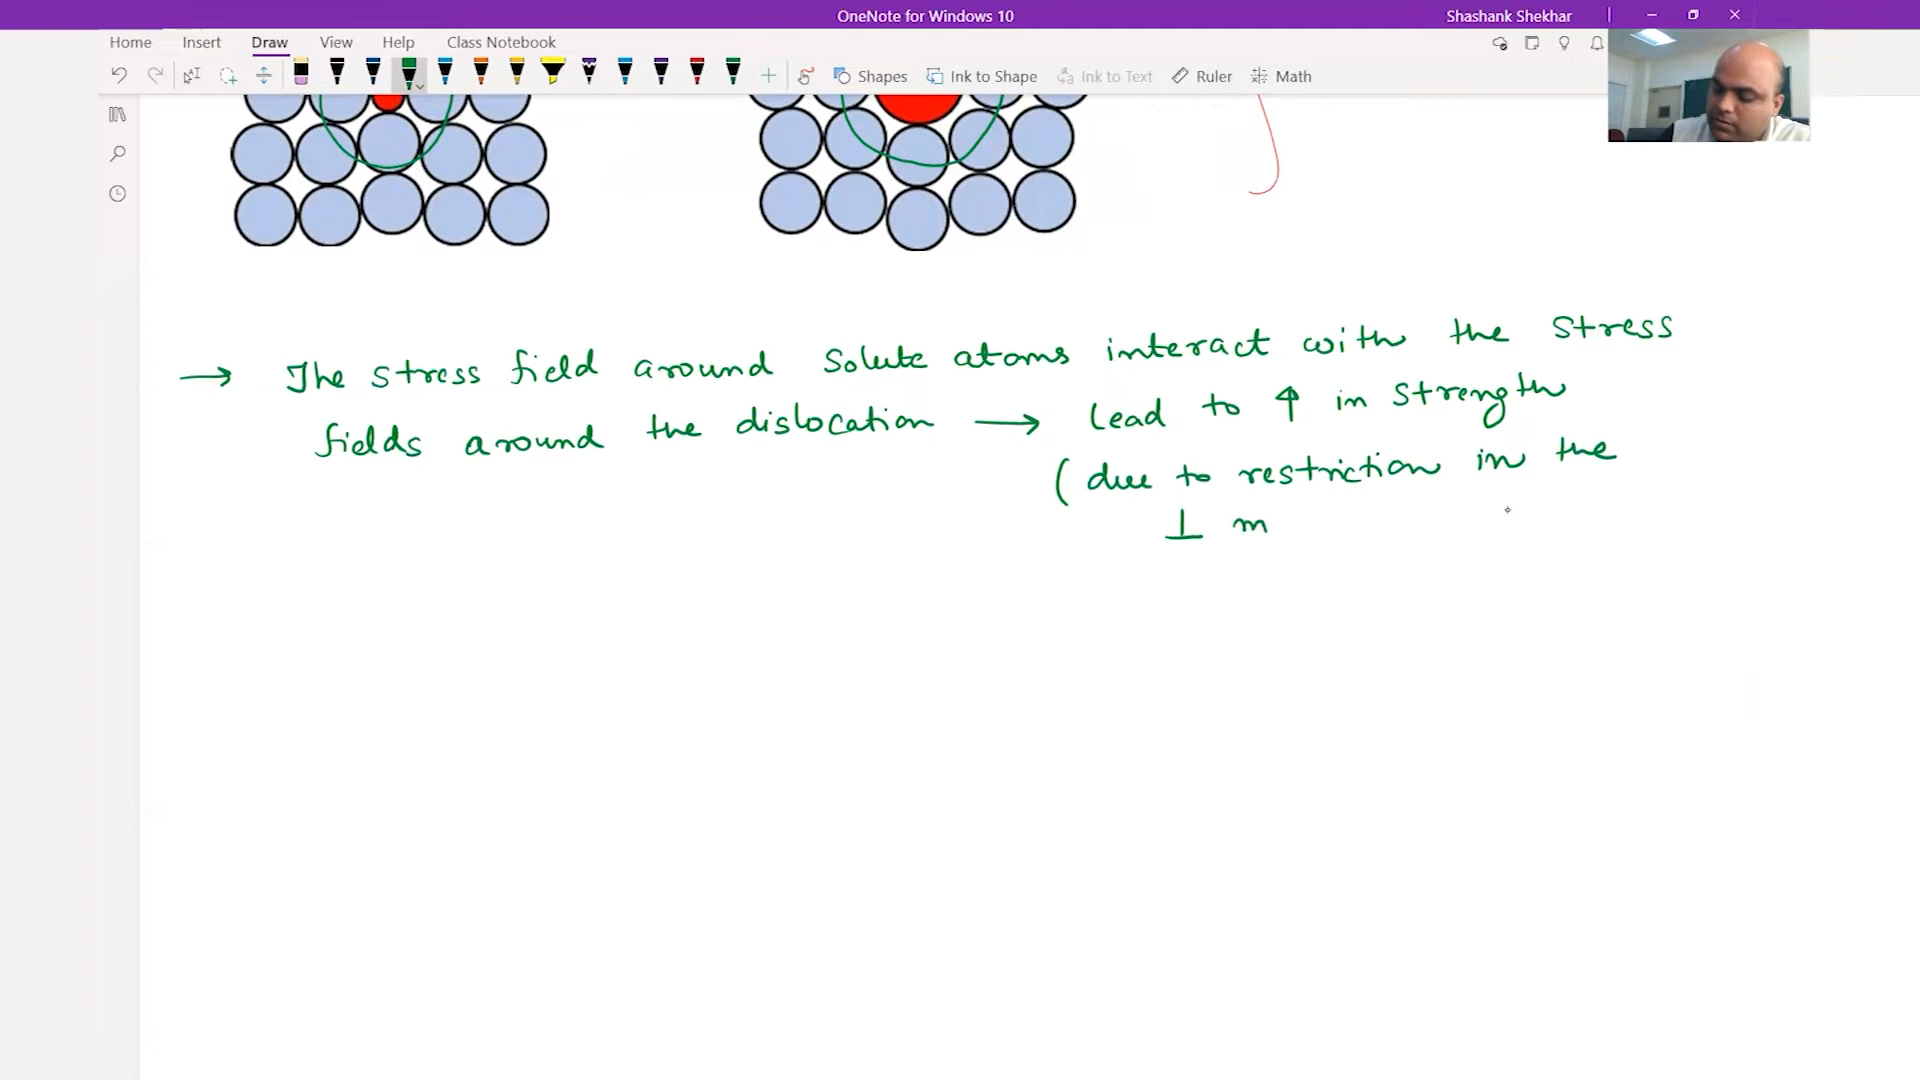 OneNote for Windows 10
Shashank Shekhar
Home Insert Draw View Help Class Notebook
Shapes Ink to Shape Ink to Text Ruler Math
→ The stress field around solute atoms interact with the stress
fields around the dislocation → lead to ↑ in strength
(due to restriction in the
⊥ m